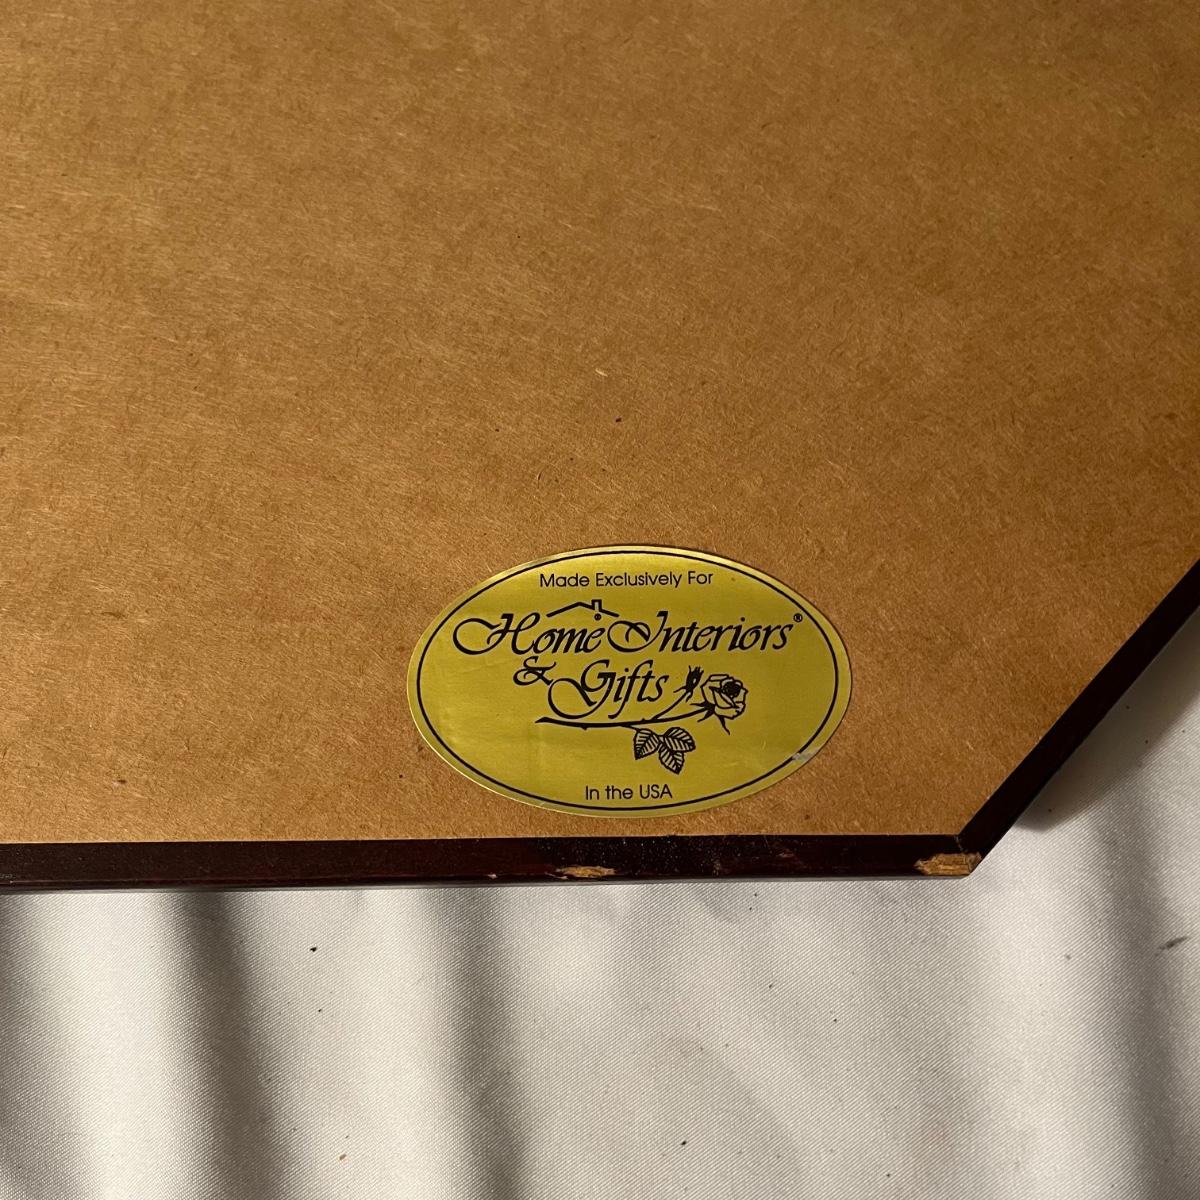 Made Exclusively For
Home Interiors®
& Gifts
In the USA